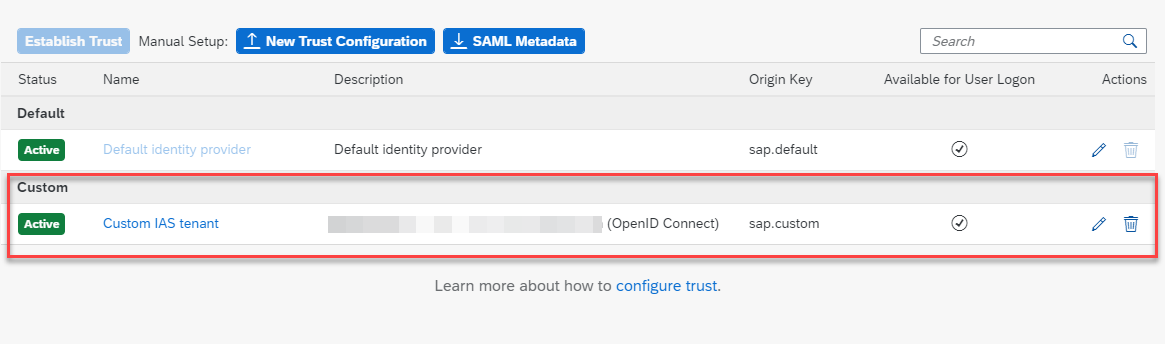 Establish Trust Manual Setup: New Trust Configuration SAML Metadata Search
Status Name Description Origin Key Available for User Logon Actions
Default
Active Default identity provider Default identity provider sap.default
Custom
Active Custom IAS tenant (OpenID Connect) sap.custom
Learn more about how to configure trust.